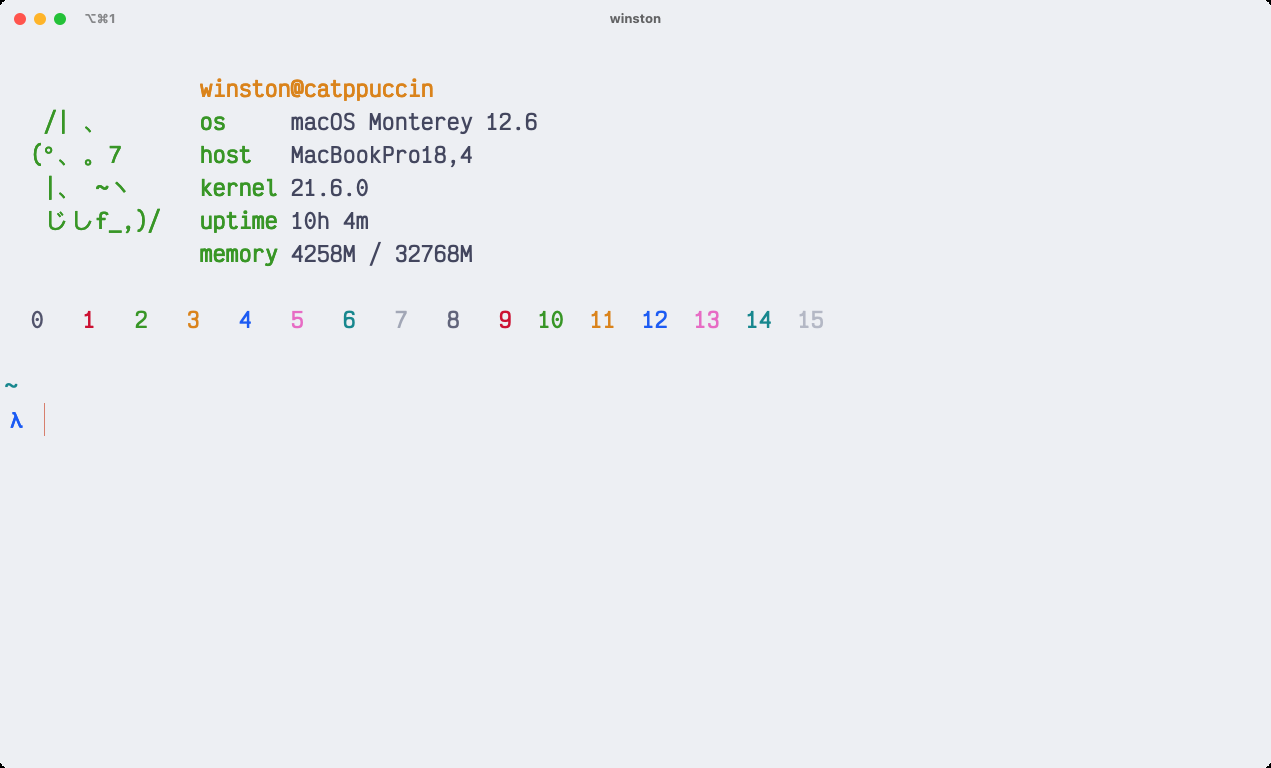 ⌥⌘1 winston
winston@catppuccin
/| 、 os macOS Monterey 12.6
(°、。7 host MacBookPro18,4
|、 ~ヽ kernel 21.6.0
じしf_,)/ uptime 10h 4m
memory 4258M / 32768M
0 1 2 3 4 5 6 7 8 9 10 11 12 13 14 15
~
λ